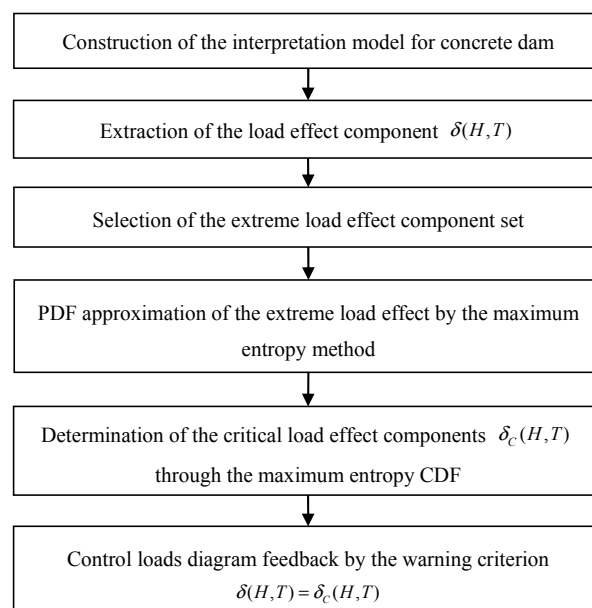 Construction of the interpretation model for concrete dam
Extraction of the load effect component δ(H,T)
Selection of the extreme load effect component set
PDF approximation of the extreme load effect by the maximum
entropy method
Determination of the critical load effect components δ_C(H,T)
through the maximum entropy CDF
Control loads diagram feedback by the warning criterion
δ(H,T)=δ_C(H,T)